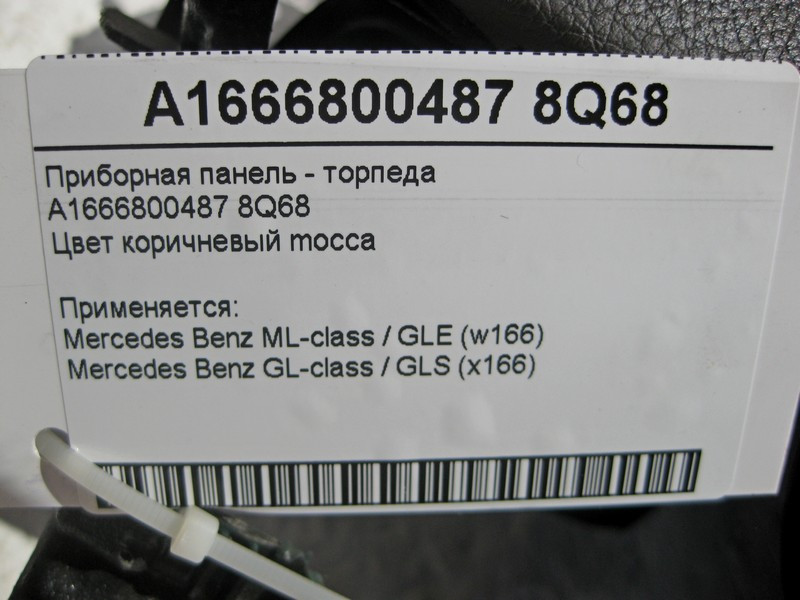 A1666800487 8Q68
Приборная панель - торпеда
A1666800487 8Q68
Цвет коричневый mocca
Применяется:
Mercedes Benz ML-class / GLE (w166)
Mercedes Benz GL-class / GLS (x166)